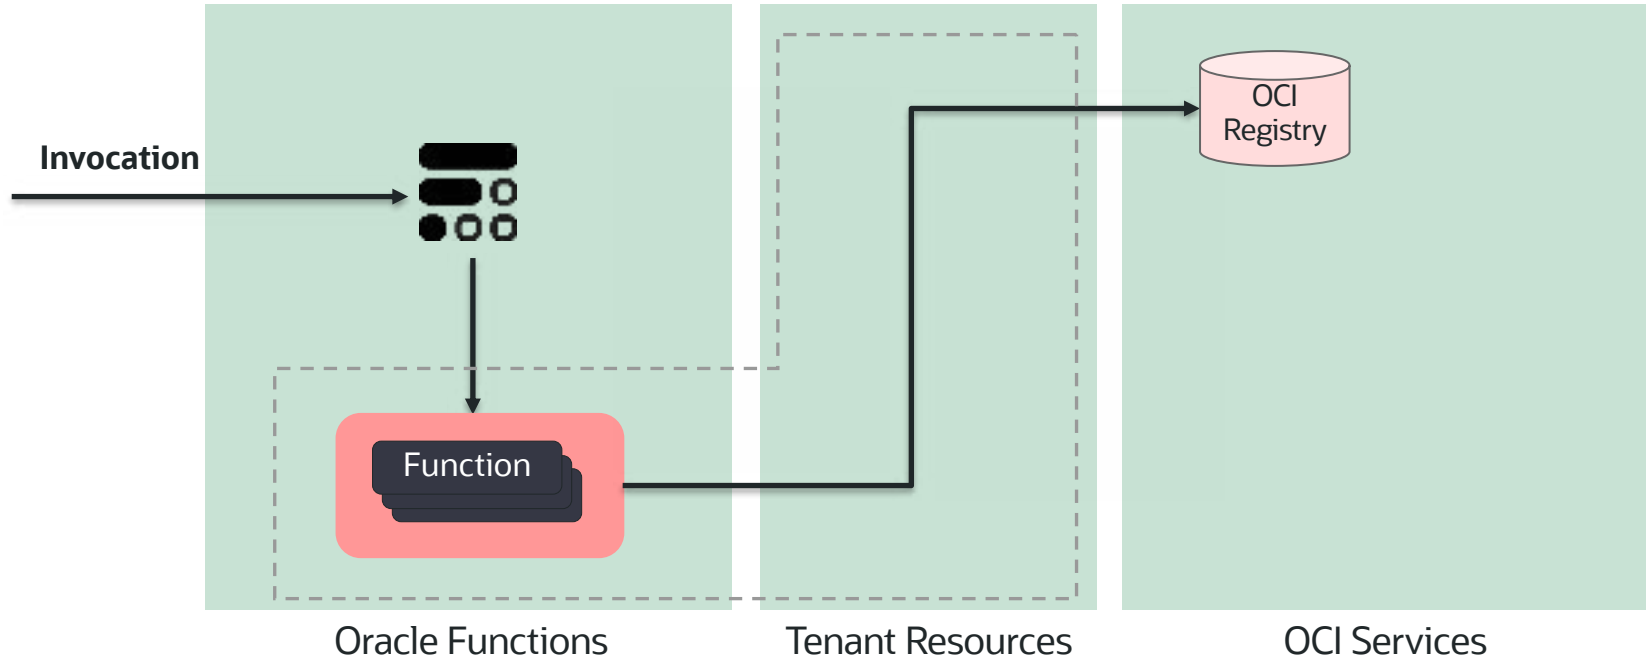 Invocation
OCI
Registry
Function
Oracle Functions
Tenant Resources
OCI Services